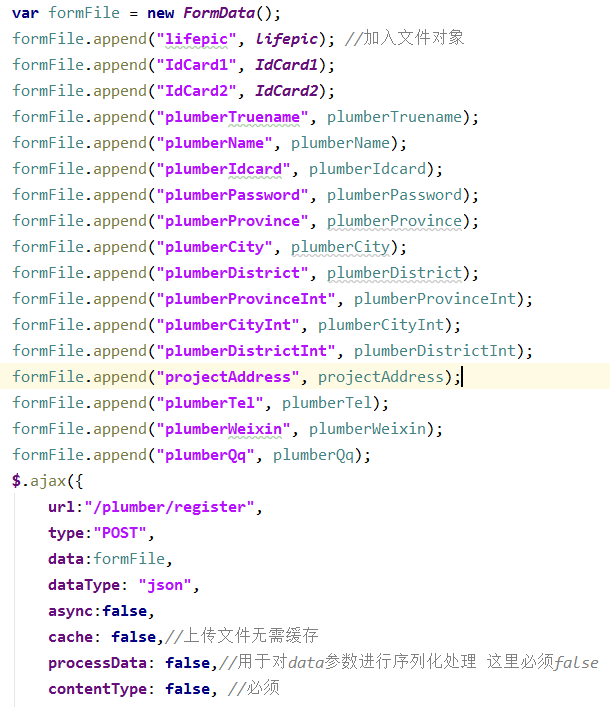 var formFile = new FormData();
formFile.append("lifepic", lifepic); //加入文件对象
formFile.append("IdCard1", IdCard1);
formFile.append("IdCard2", IdCard2);
formFile.append("plumberTruename", plumberTruename);
formFile.append("plumberName", plumberName);
formFile.append("plumberIdcard", plumberIdcard);
formFile.append("plumberPassword", plumberPassword);
formFile.append("plumberProvince", plumberProvince);
formFile.append("plumberCity", plumberCity);
formFile.append("plumberDistrict", plumberDistrict);
formFile.append("plumberProvinceInt", plumberProvinceInt);
formFile.append("plumberCityInt", plumberCityInt);
formFile.append("plumberDistrictInt", plumberDistrictInt);
formFile.append("projectAddress", projectAddress);
formFile.append("plumberTel", plumberTel);
formFile.append("plumberWeixin", plumberWeixin);
formFile.append("plumberQq", plumberQq);
$.ajax({
    url:"/plumber/register",
    type:"POST",
    data:formFile,
    dataType: "json",
    async:false,
    cache: false,//上传文件无需缓存
    processData: false,//用于对data参数进行序列化处理 这里必须false
    contentType: false, //必须